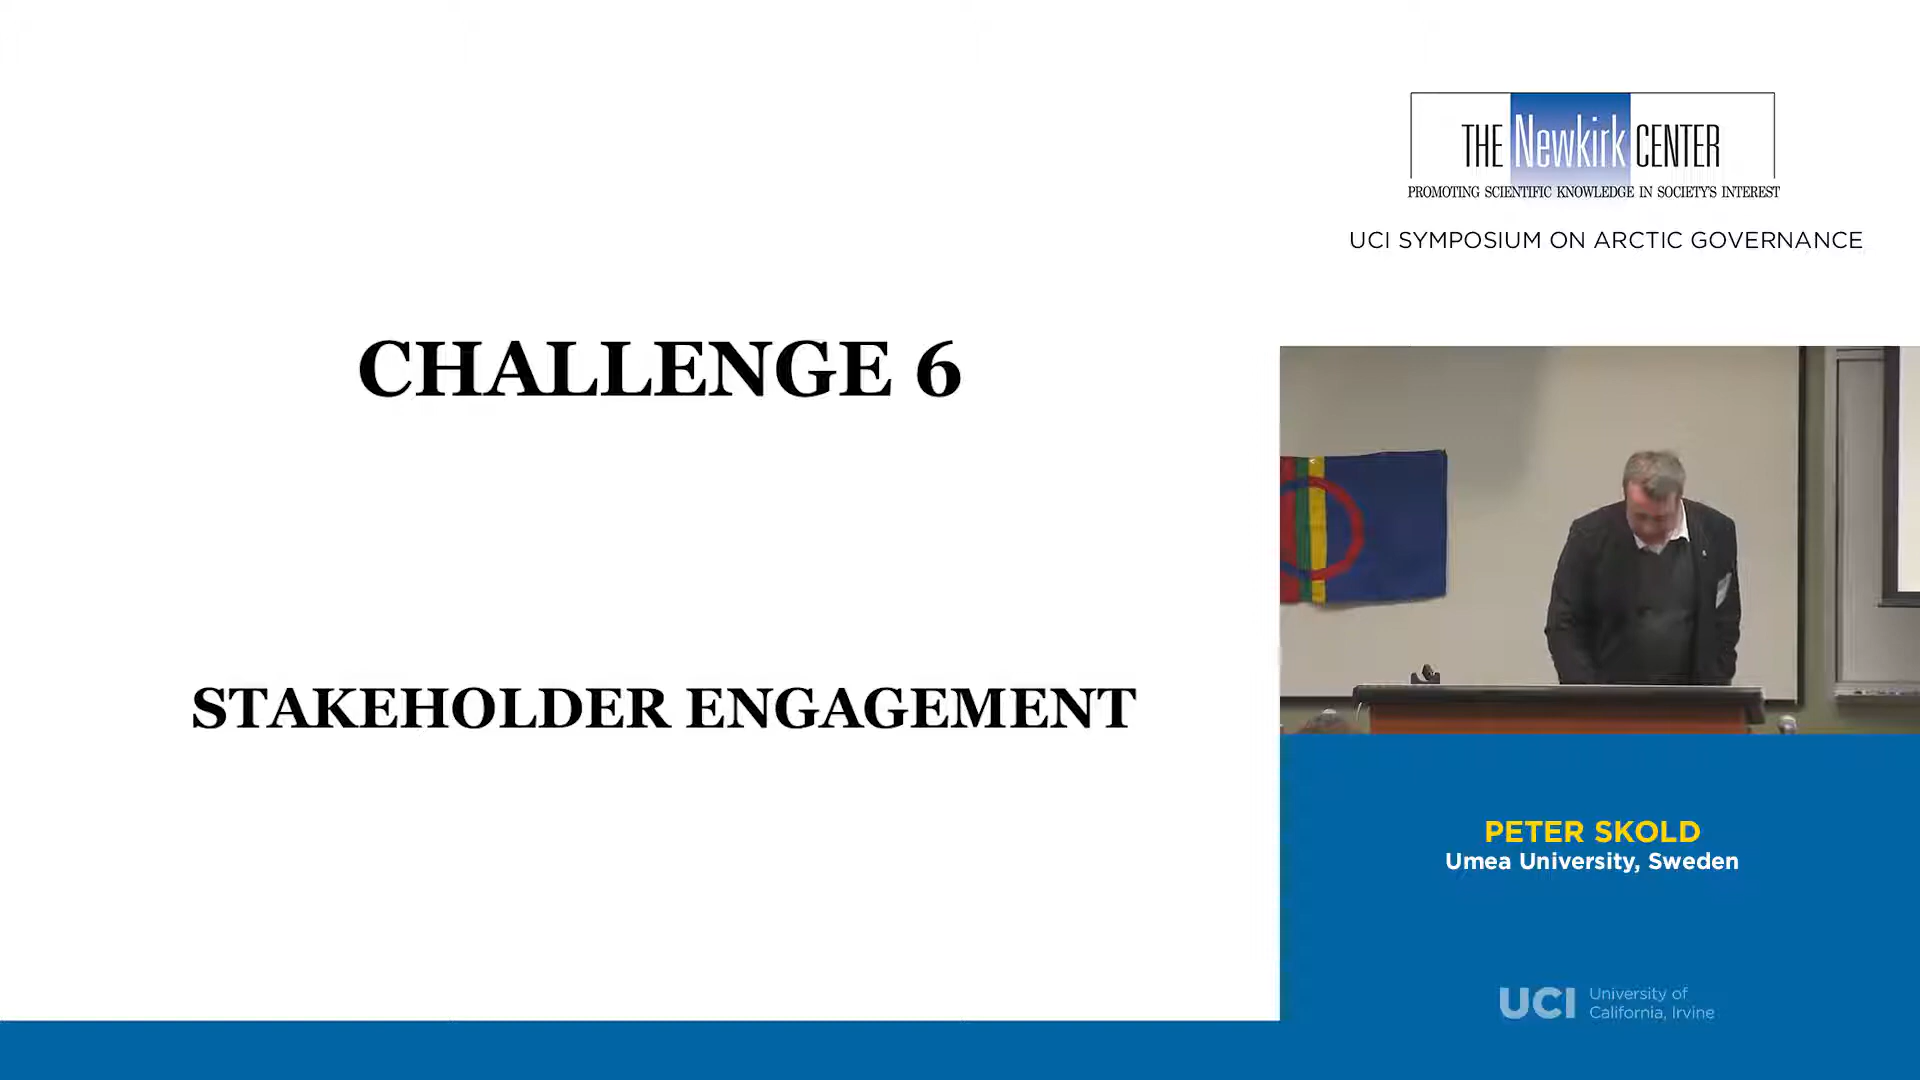 CHALLENGE 6
STAKEHOLDER ENGAGEMENT
THE Newkirk CENTER
PROMOTING SCIENTIFIC KNOWLEDGE IN SOCIETY'S INTEREST
UCI SYMPOSIUM ON ARCTIC GOVERNANCE
PETER SKOLD
Umea University, Sweden
UCI University of
California, Irvine